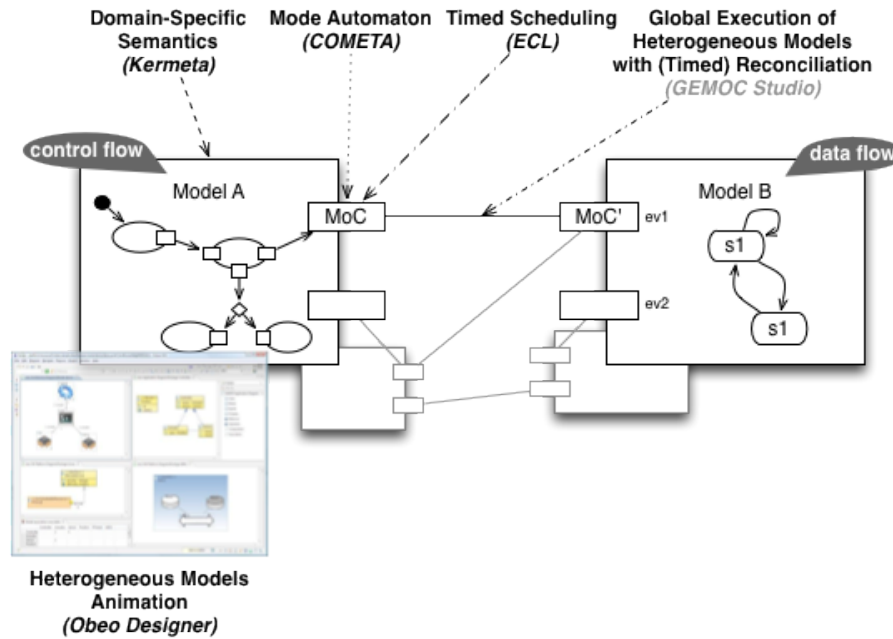 Domain-Specific
Semantics
(Kermeta)
Mode Automaton
(COMETA)
Timed Scheduling
(ECL)
Global Execution of
Heterogeneous Models
with (Timed) Reconciliation
(GEMOC Studio)
control flow
data flow
Model A
Model B
MoC
MoC'
ev1
s1
ev2
s1
Heterogeneous Models
Animation
(Obeo Designer)